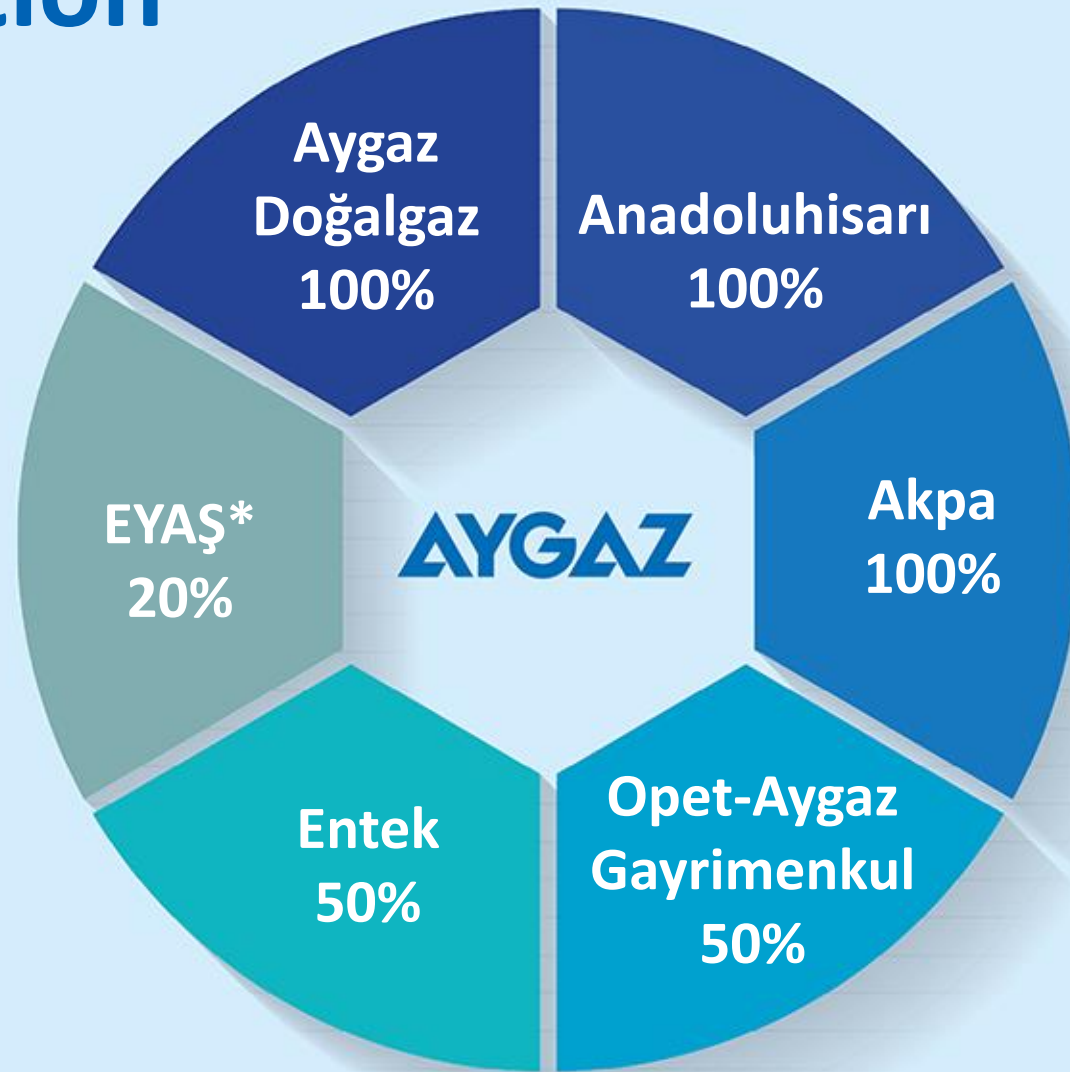 Aygaz
Doğalgaz
100%
Anadoluhisarı
100%
Akpa
100%
Opet-Aygaz
Gayrimenkul
50%
Entek
50%
EYAŞ*
20%
AYGAZ